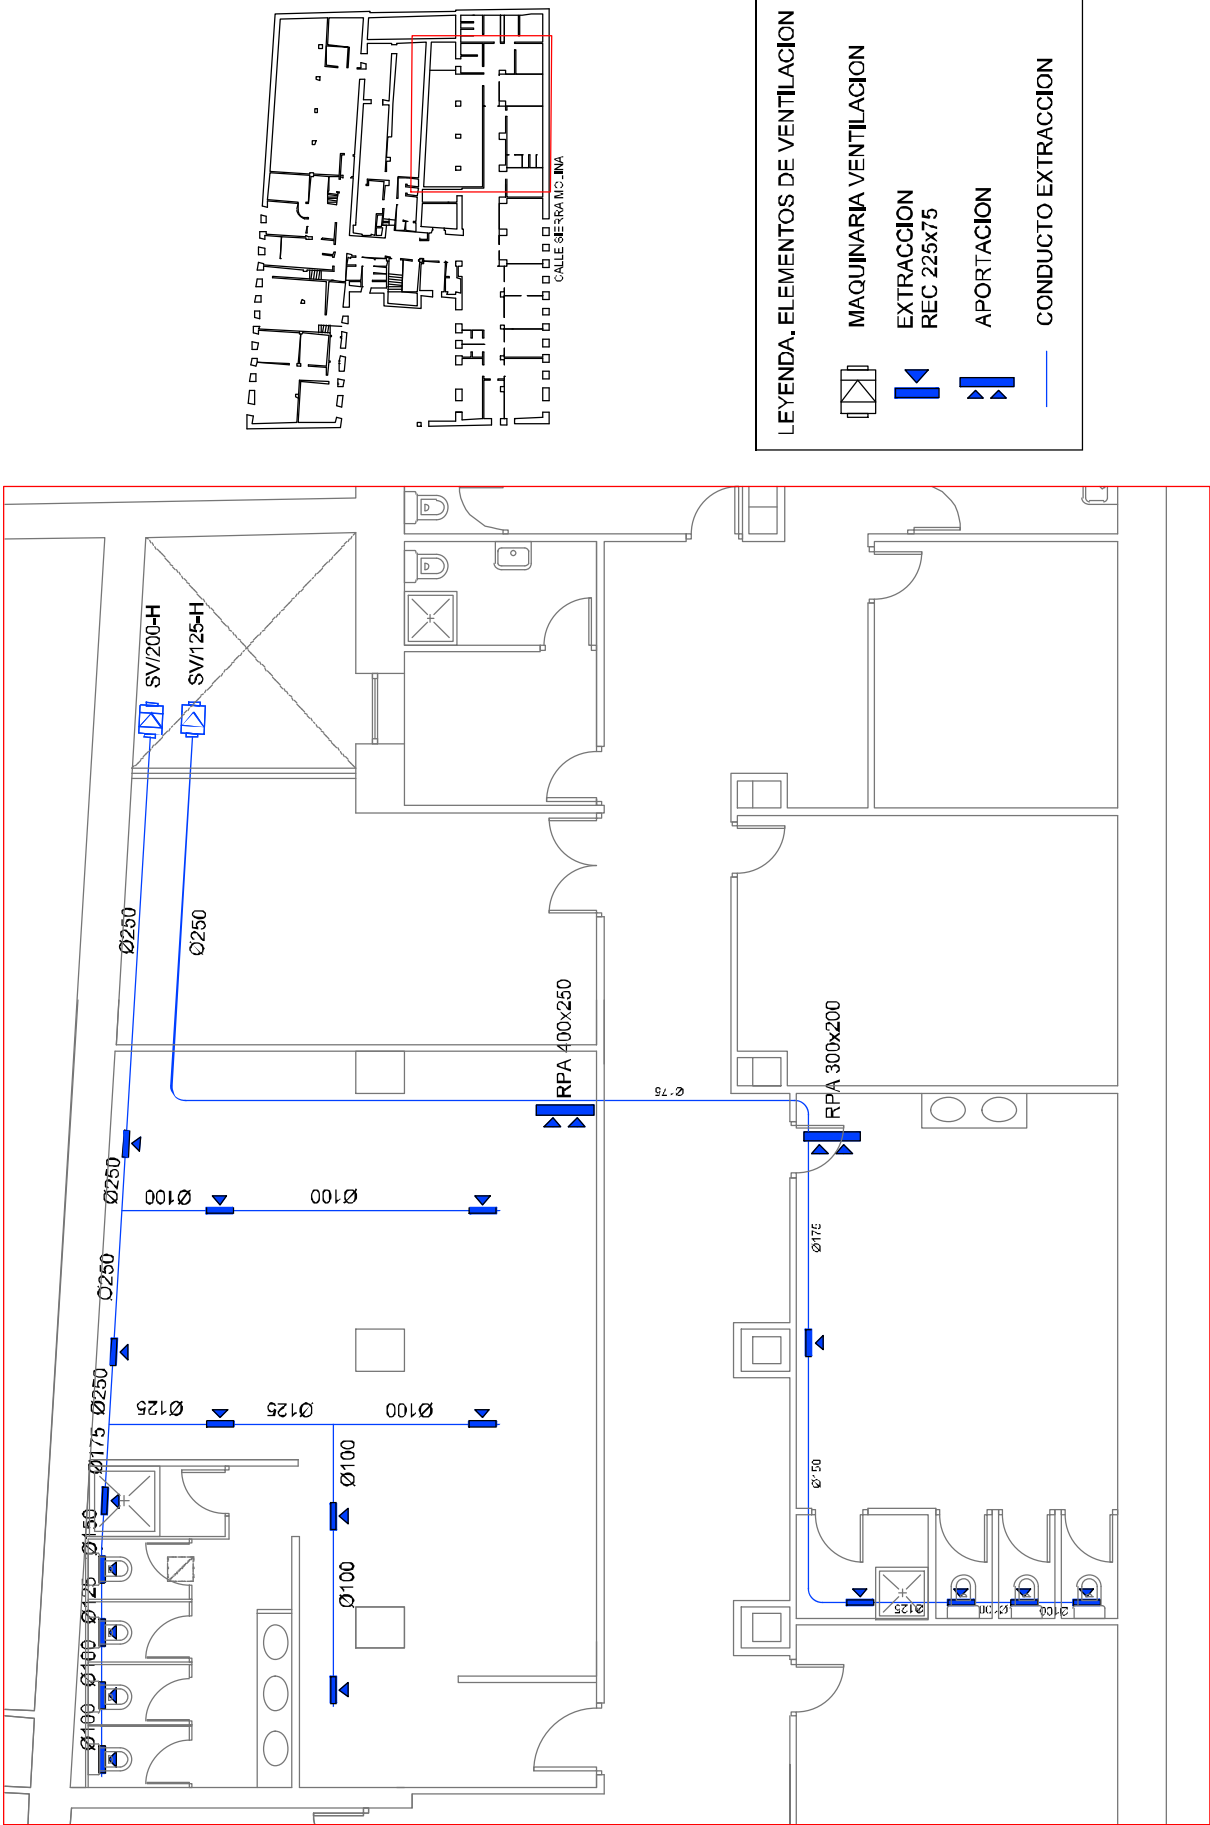 CALLE SIERRA MOLINA
LEYENDA. ELEMENTOS DE VENTILACION
MAQUINARIA VENTILACION
EXTRACCION
REC 225x75
APORTACION
CONDUCTO EXTRACCION
SV/200-H
SV/125-H
Ø250
Ø250
RPA 400x250
RPA 300x200
Ø250
Ø100
Ø100
Ø250
Ø250
Ø125
Ø125
Ø100
Ø175
Ø150
Ø125
Ø100
Ø100
Ø100
Ø100
Ø175
Ø125
Ø100